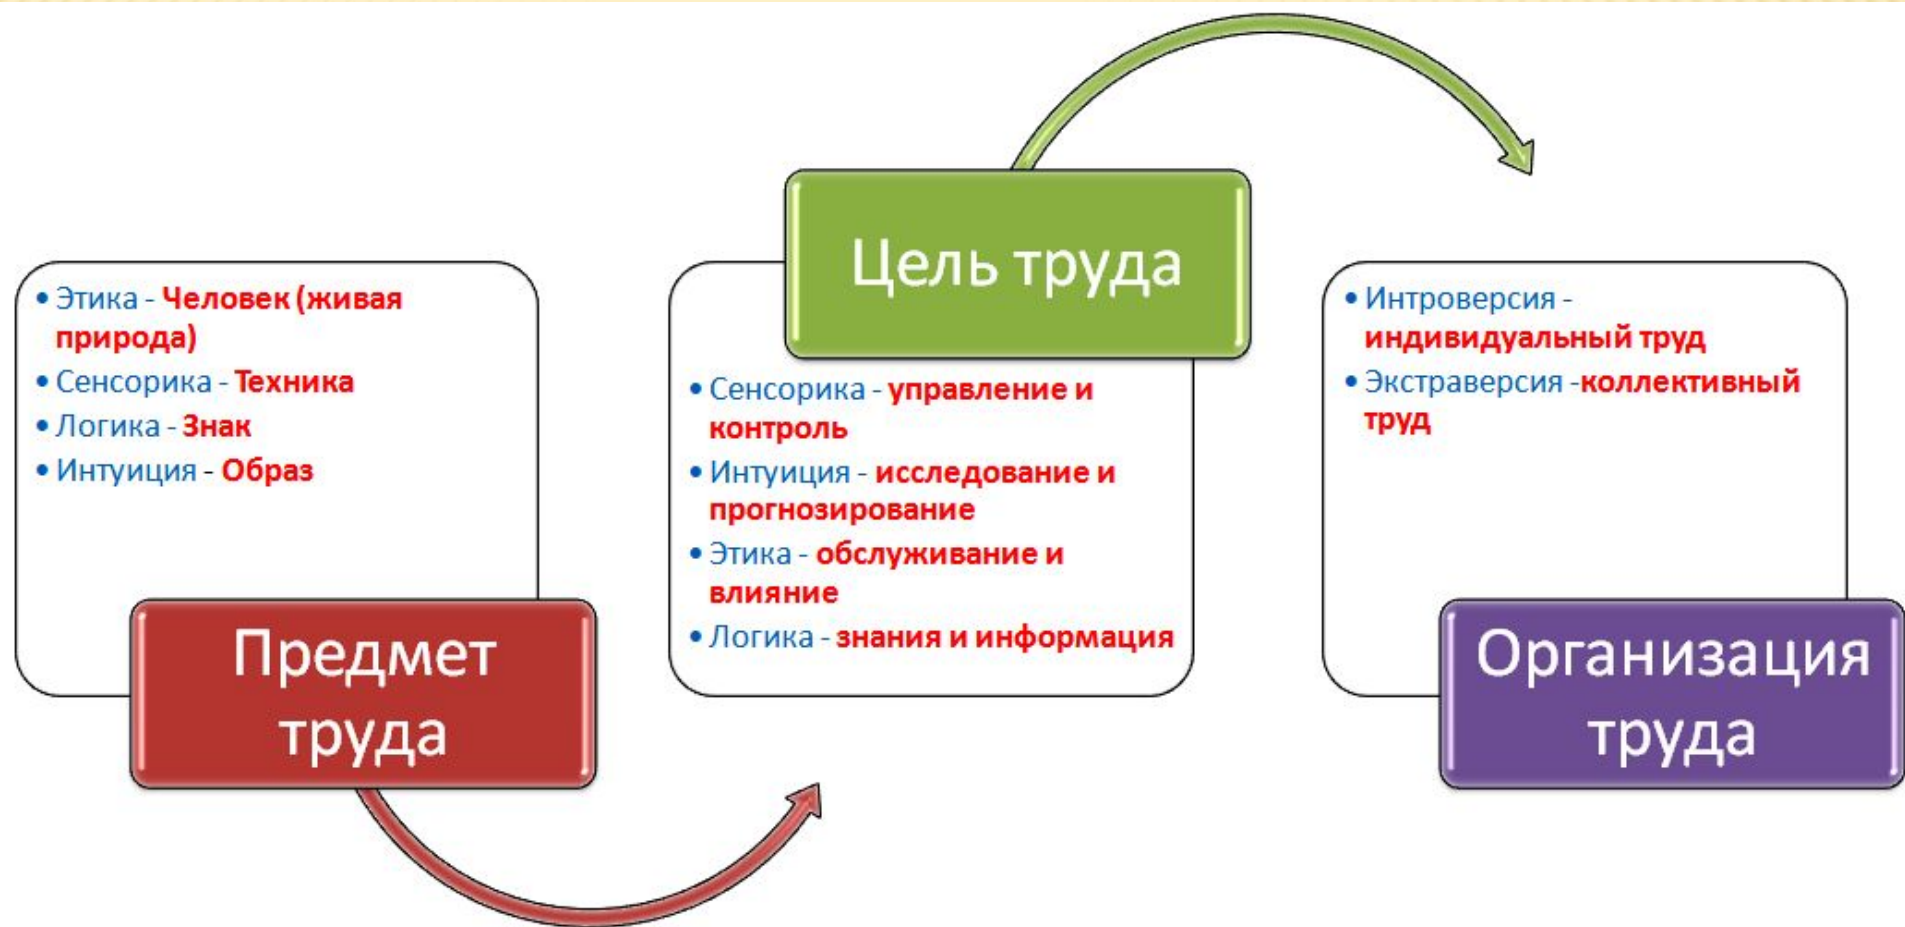 • Этика - Человек (живая
природа)
• Сенсорика - Техника
• Логика - Знак
• Интуиция - Образ
Предмет
труда
Цель труда
• Сенсорика - управление и
контроль
• Интуиция - исследование и
прогнозирование
• Этика - обслуживание и
влияние
• Логика - знания и информация
• Интроверсия -
индивидуальный труд
• Экстраверсия -коллективный
труд
Организация
труда